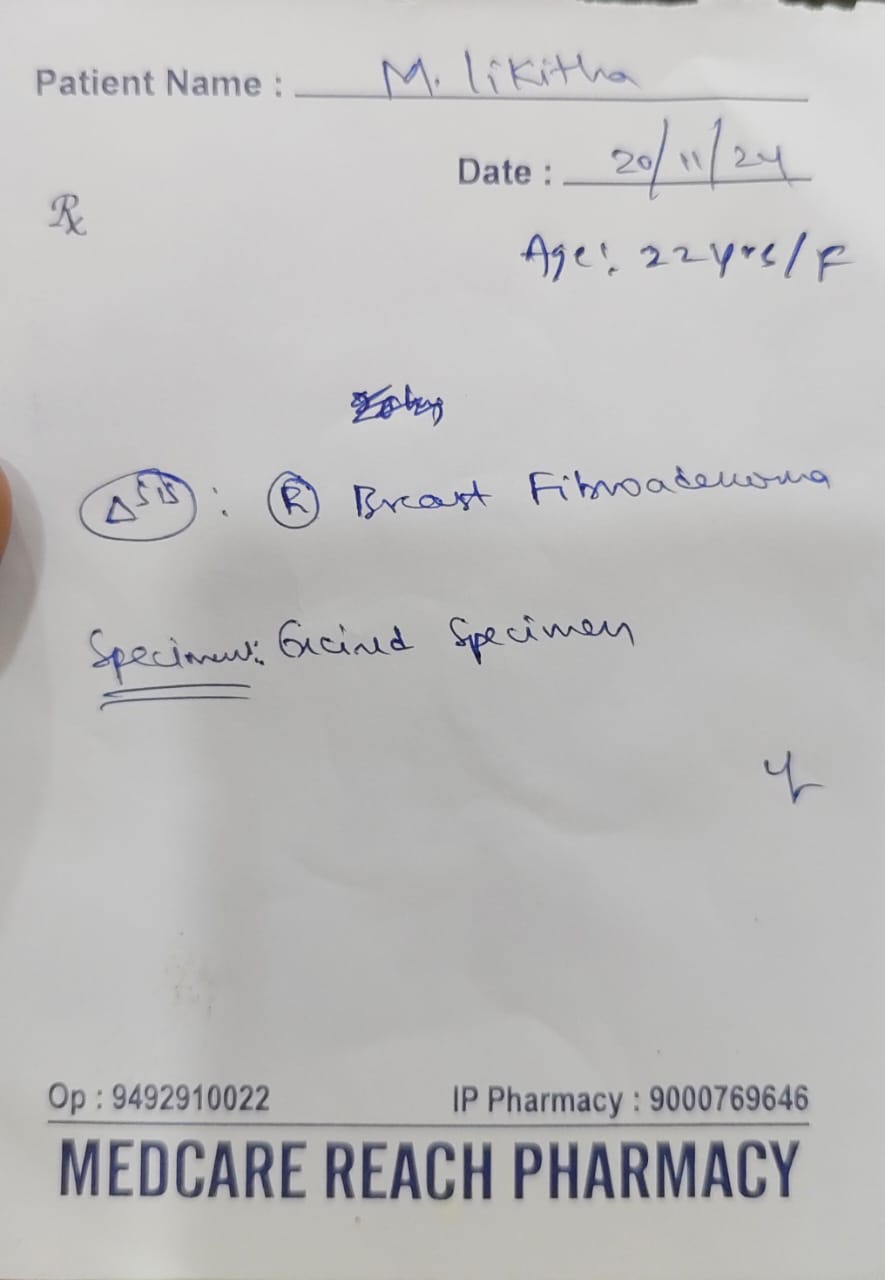 Patient Name : M. likitha
Date : 20/11/24
Rx
Age: 22yrs/F
Δsis : (R) Breast Fibroadenoma
Specimen: Excised Specimen
Op : 9492910022 IP Pharmacy : 9000769646
MEDCARE REACH PHARMACY